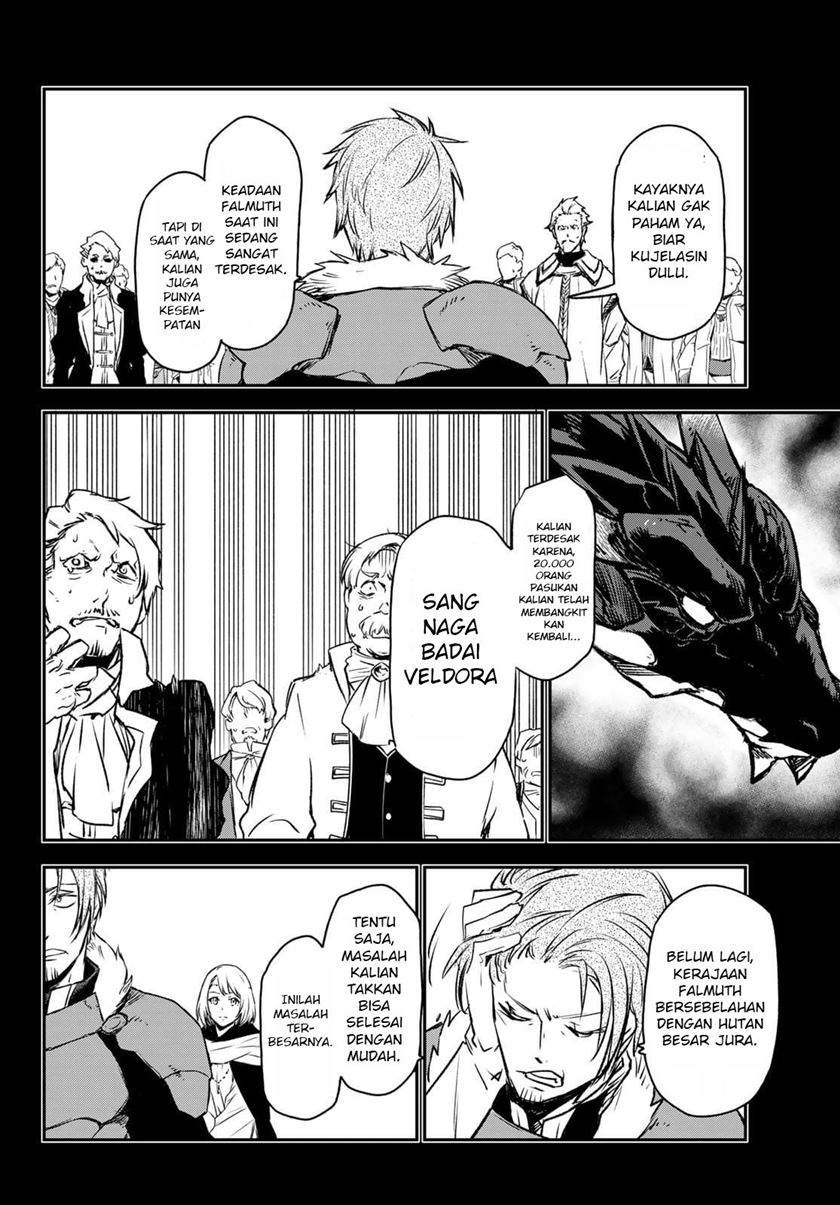 KAYAKNYA
KALIAN GAK
PAHAM YA,
BIAR
KUJELASIN
DULU.
KEADAAN
FALMUTH
SAAT INI
SEDANG
SANGAT
TERDESAK.
TAPI DI
SAAT YANG
SAMA,
KALIAN
JUGA
PUNYA
KESEM-
PATAN
KALIAN
TERDESAK
KARENA,
20.000
ORANG
PASUKAN
KALIAN TELAH
MEMBANGKIT
KAN
KEMBALI...
SANG
NAGA
BADAI
VELDORA
BELUM LAGI,
KERAJAAN
FALMUTH
BERSEBELAHAN
DENGAN HUTAN
BESAR JURA.
TENTU
SAJA,
MASALAH
KALIAN
TAKKAN
BISA
SELESAI
DENGAN
MUDAH.
INILAH
MASALAH
TER-
BESARNYA.